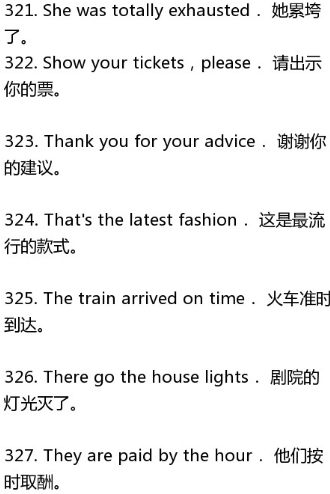 321. She was totally exhausted． 她累垮
了。
322. Show your tickets，please． 请出示
你的票。
323. Thank you for your advice． 谢谢你
的建议。
324. That's the latest fashion． 这是最流
行的款式。
325. The train arrived on time． 火车准时
到达。
326. There go the house lights． 剧院的
灯光灭了。
327. They are paid by the hour． 他们按
时取酬。